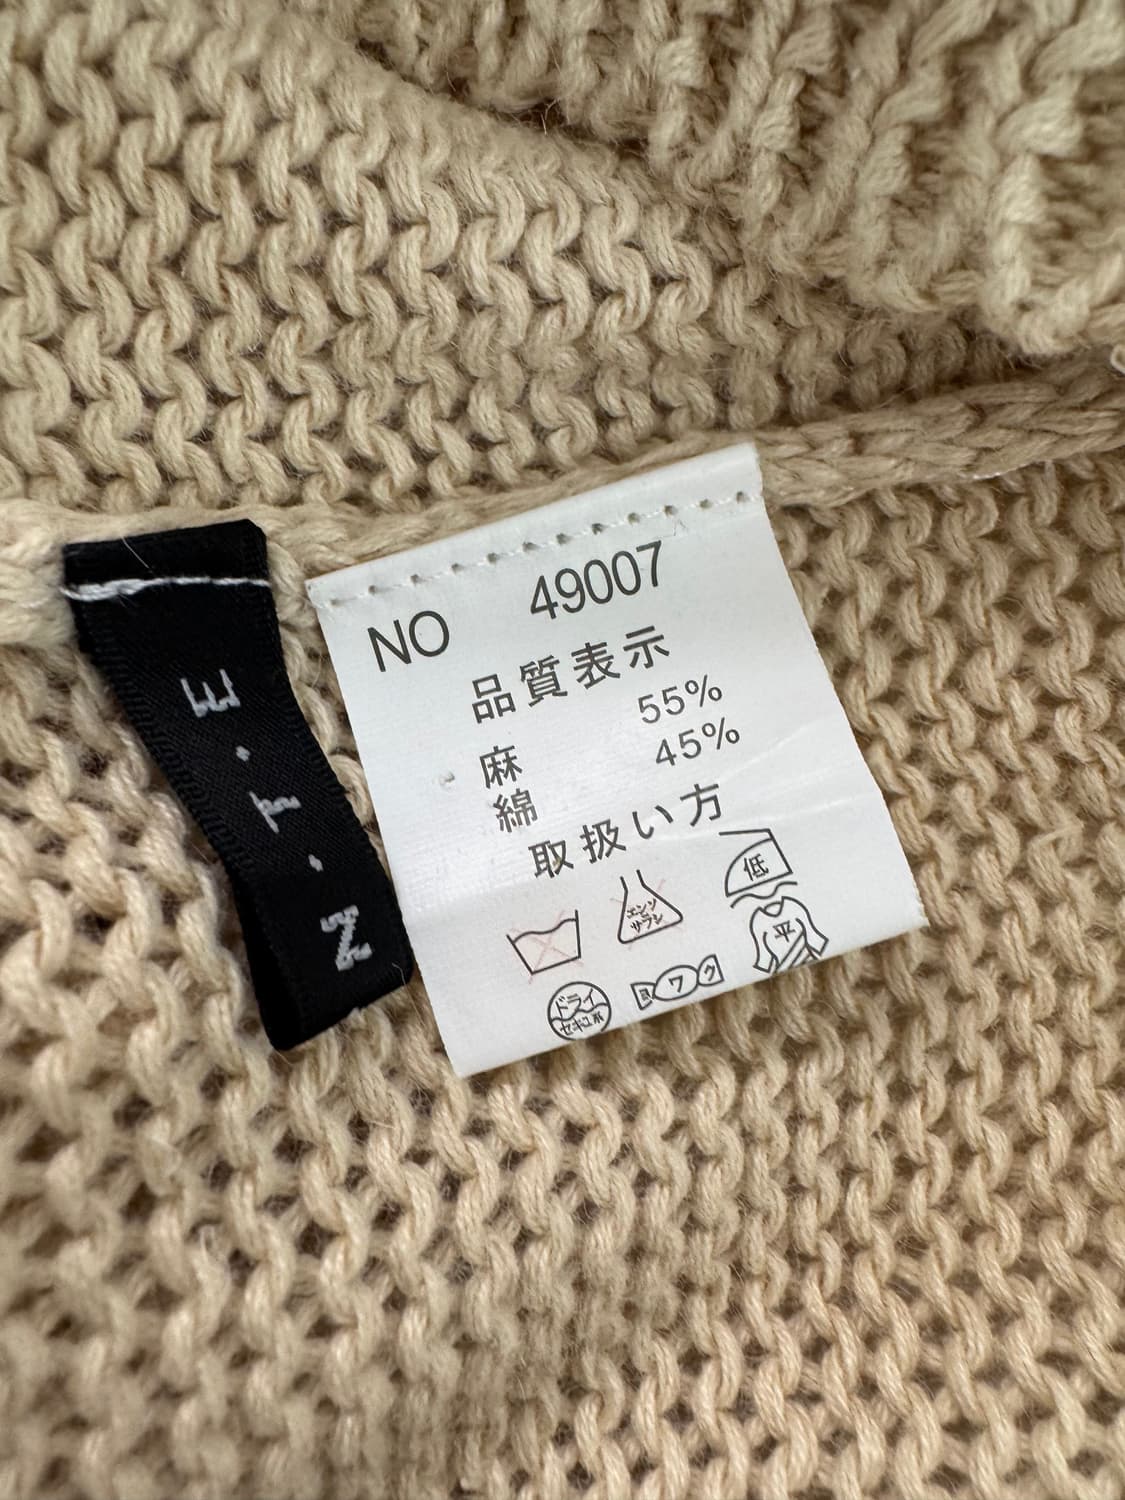 E.T.N
NO 49007
品質表示
麻 55%
綿 45%
取扱い方
エンソ
サラシ
低
ドライ
セキユ系
ヨワク
平